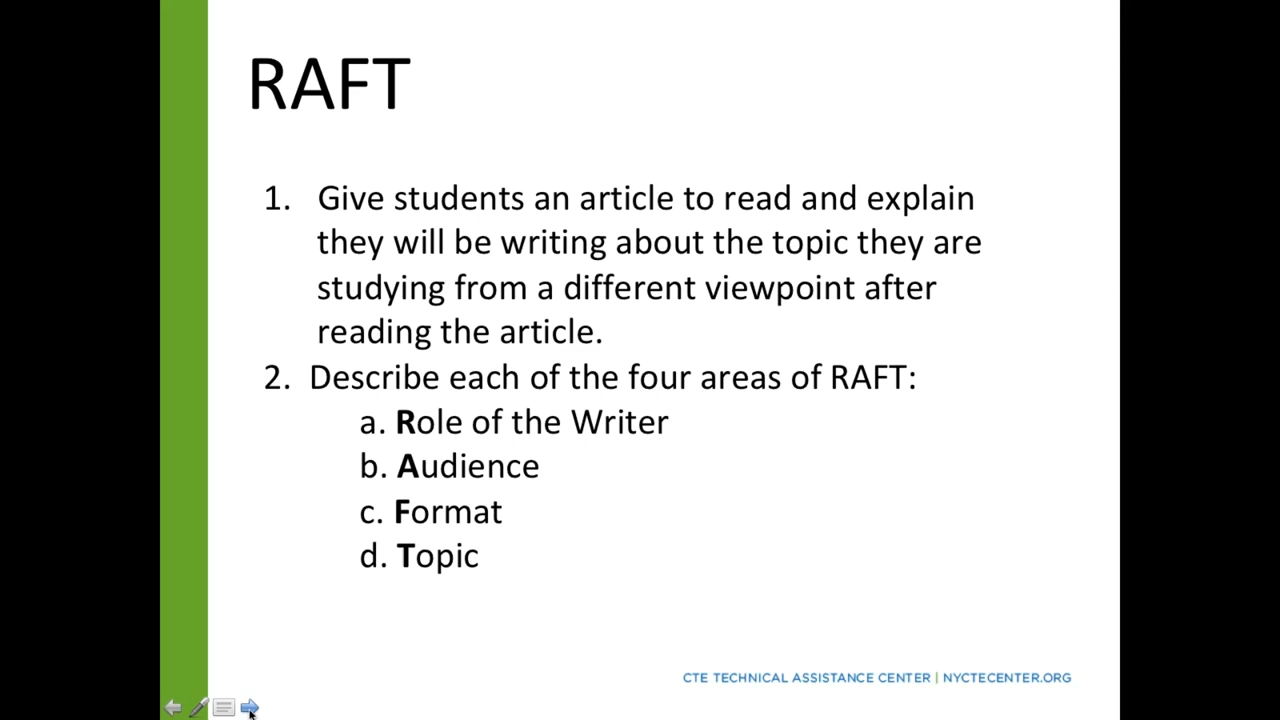 RAFT
1. Give students an article to read and explain
they will be writing about the topic they are
studying from a different viewpoint after
reading the article.
2. Describe each of the four areas of RAFT:
a. Role of the Writer
b. Audience
c. Format
d. Topic
CTE TECHNICAL ASSISTANCE CENTER | NYCTECENTER.ORG